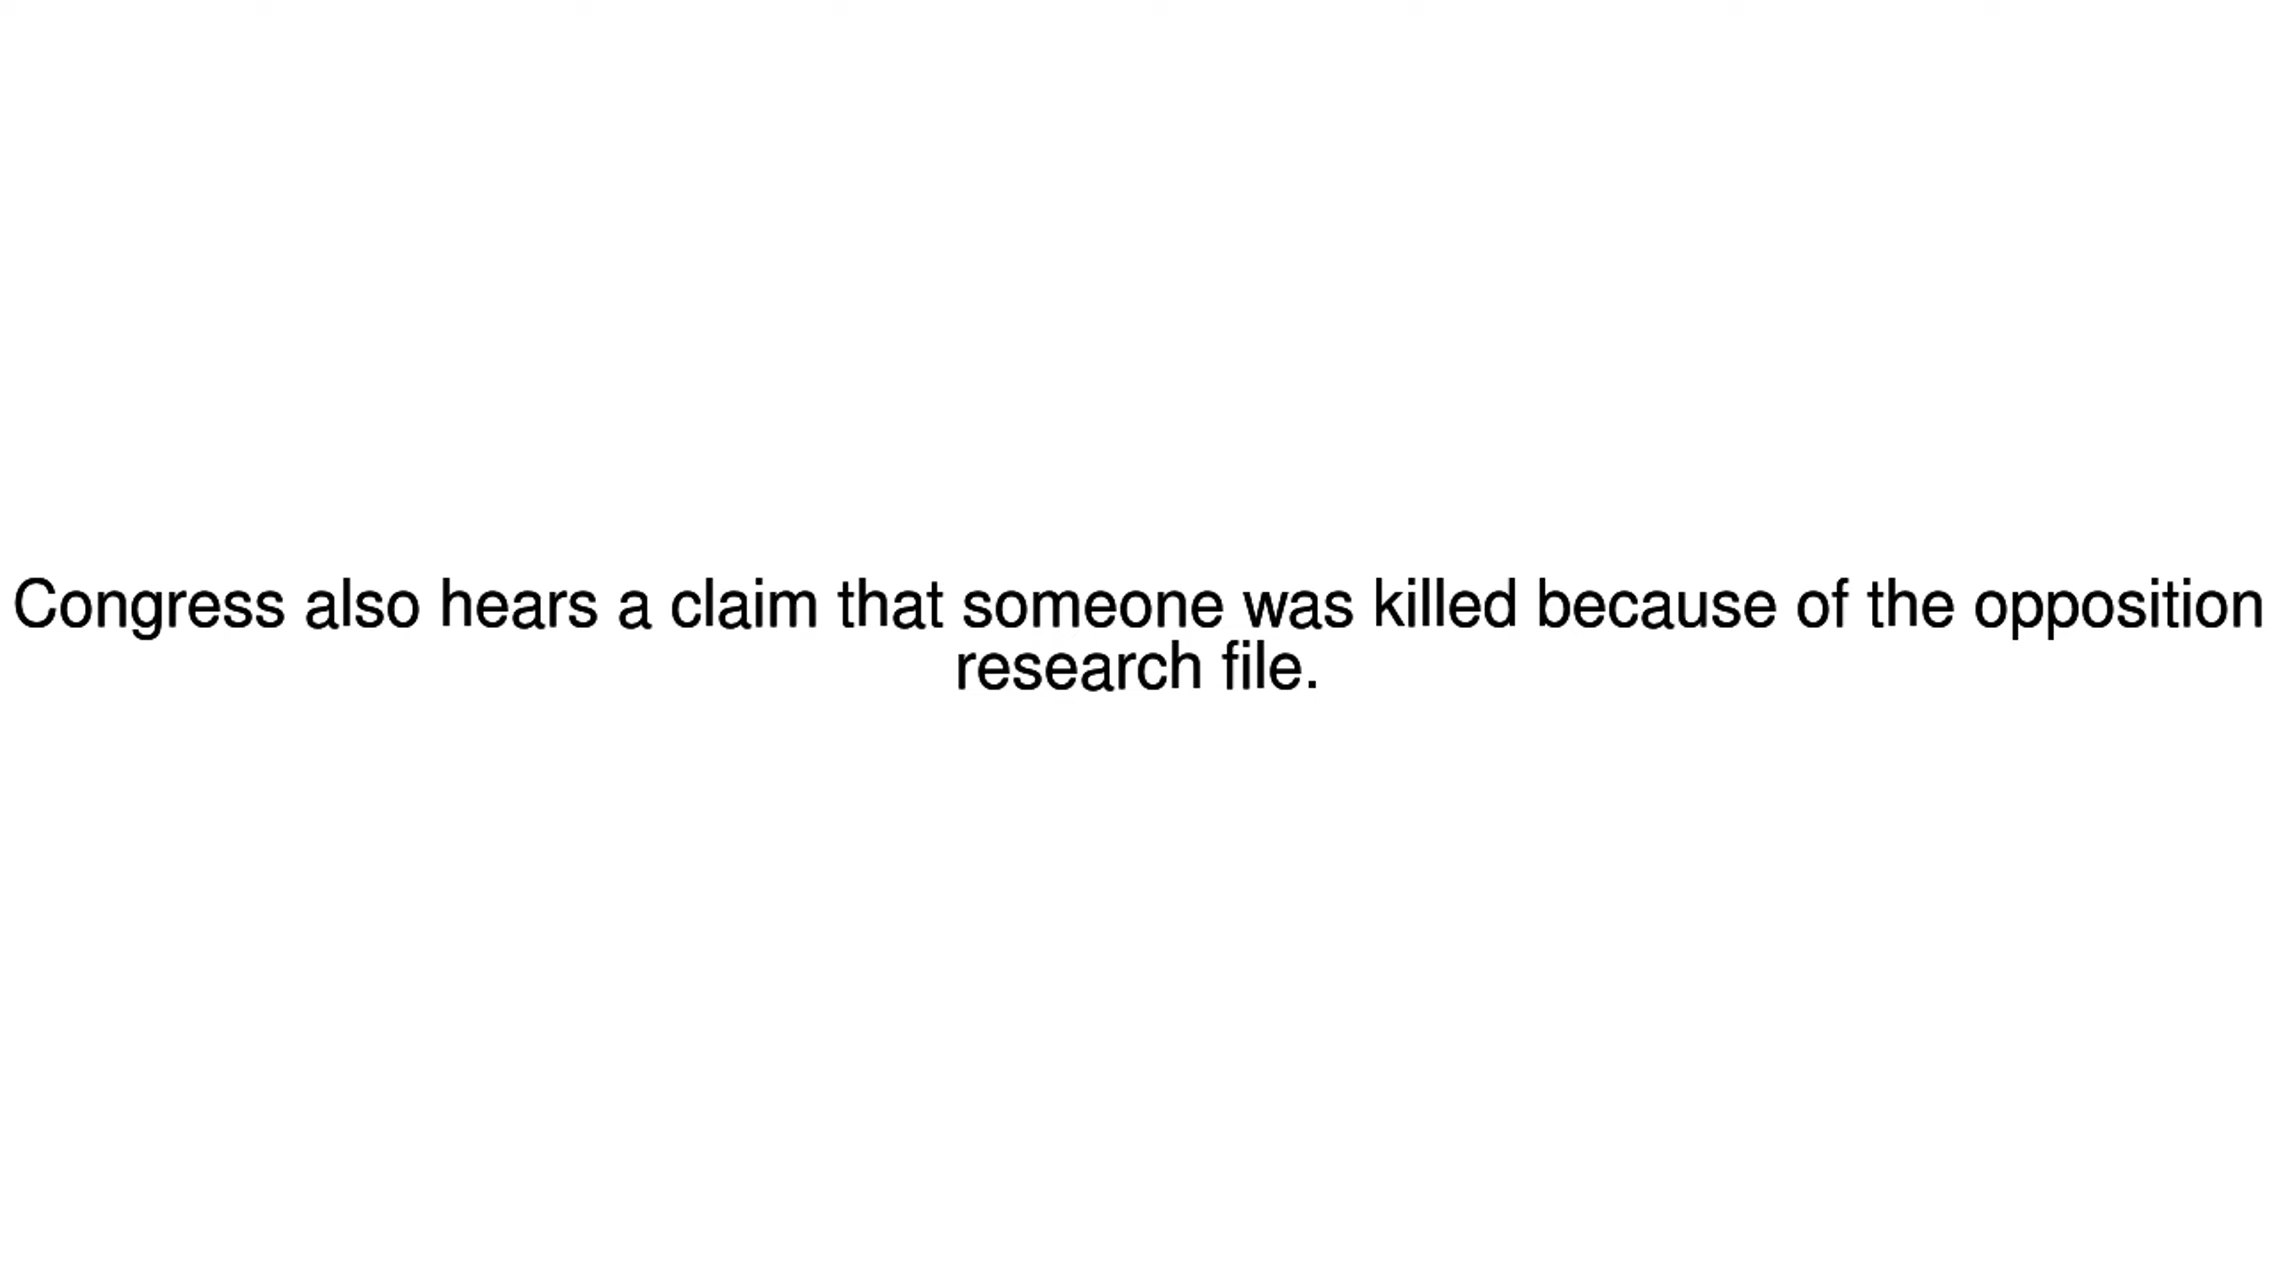 Congress also hears a claim that someone was killed because of the opposition
research file.